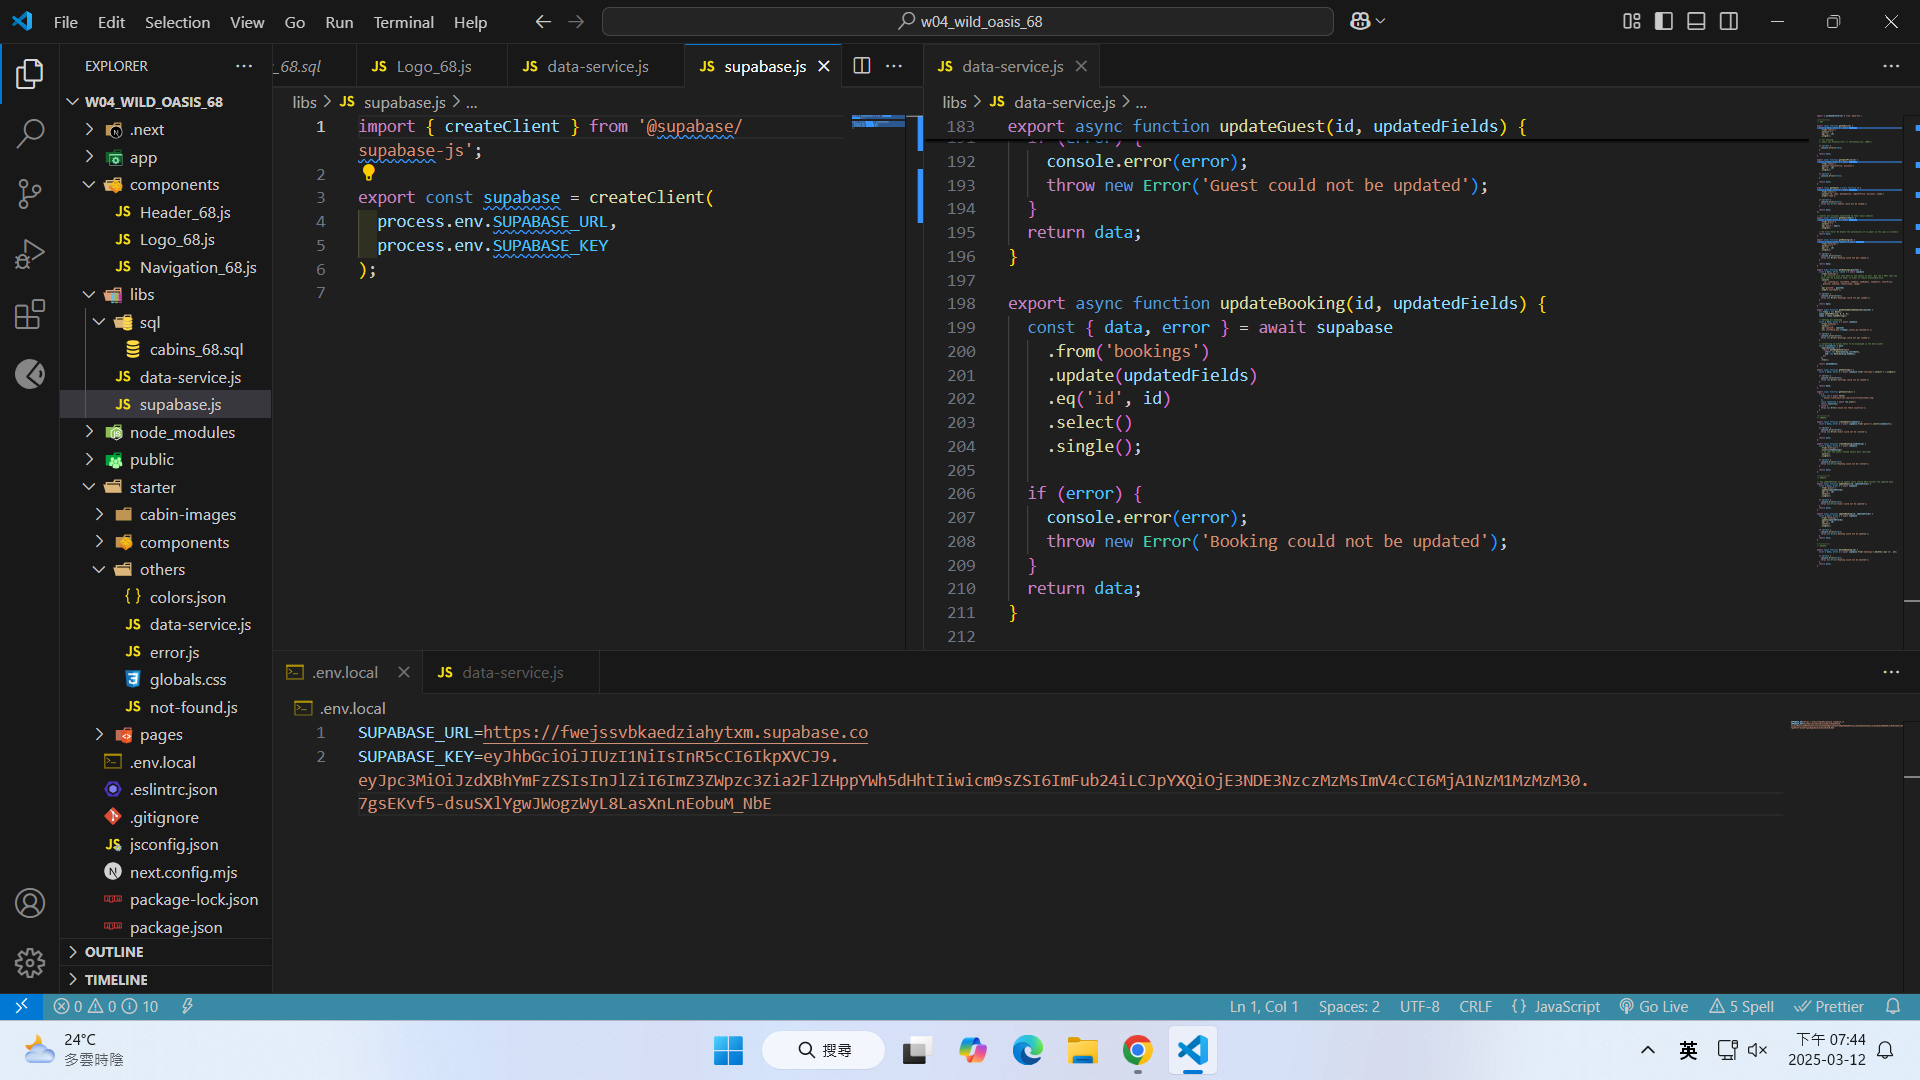 File Edit Selection View Go Run Terminal Help
w04_wild_oasis_68
EXPLORER
W04_WILD_OASIS_68
.next
app
components
Header_68.js
Logo_68.js
Navigation_68.js
libs
sql
cabins_68.sql
data-service.js
supabase.js
node_modules
public
starter
cabin-images
components
others
colors.json
data-service.js
error.js
globals.css
not-found.js
pages
.env.local
.eslintrc.json
.gitignore
jsconfig.json
next.config.mjs
package-lock.json
package.json
OUTLINE
TIMELINE
_68.sql JS Logo_68.js JS data-service.js JS supabase.js
libs > JS supabase.js > ...
1 import { createClient } from '@supabase/
supabase-js';
2
3 export const supabase = createClient(
4 process.env.SUPABASE_URL,
5 process.env.SUPABASE_KEY
6 );
7
JS data-service.js
libs > JS data-service.js > ...
183 export async function updateGuest(id, updatedFields) {
191 if (error) {
192 console.error(error);
193 throw new Error('Guest could not be updated');
194 }
195 return data;
196 }
197
198 export async function updateBooking(id, updatedFields) {
199 const { data, error } = await supabase
200 .from('bookings')
201 .update(updatedFields)
202 .eq('id', id)
203 .select()
204 .single();
205
206 if (error) {
207 console.error(error);
208 throw new Error('Booking could not be updated');
209 }
210 return data;
211 }
212
.env.local JS data-service.js
.env.local
1 SUPABASE_URL=https://fwejssvbkaedziahytxm.supabase.co
2 SUPABASE_KEY=eyJhbGciOiJIUzI1NiIsInR5cCI6IkpXVCJ9.
eyJpc3MiOiJzdXBhYmFzZSIsInJlZiI6ImZ3ZWpzc3Zia2FlZHppYWh5dHhtIiwicm9sZSI6ImFub24iLCJpYXQiOjE3NDE3NzczMzMsImV4cCI6MjA1NzM1MzMzM30.
7gsEKvf5-dsuSXlYgwJWogzWyL8LasXnLnEobuM_NbE
0 0 10
Ln 1, Col 1 Spaces: 2 UTF-8 CRLF {} JavaScript Go Live 5 Spell Prettier
24°C
多雲時陰
搜尋
英
下午 07:44
2025-03-12